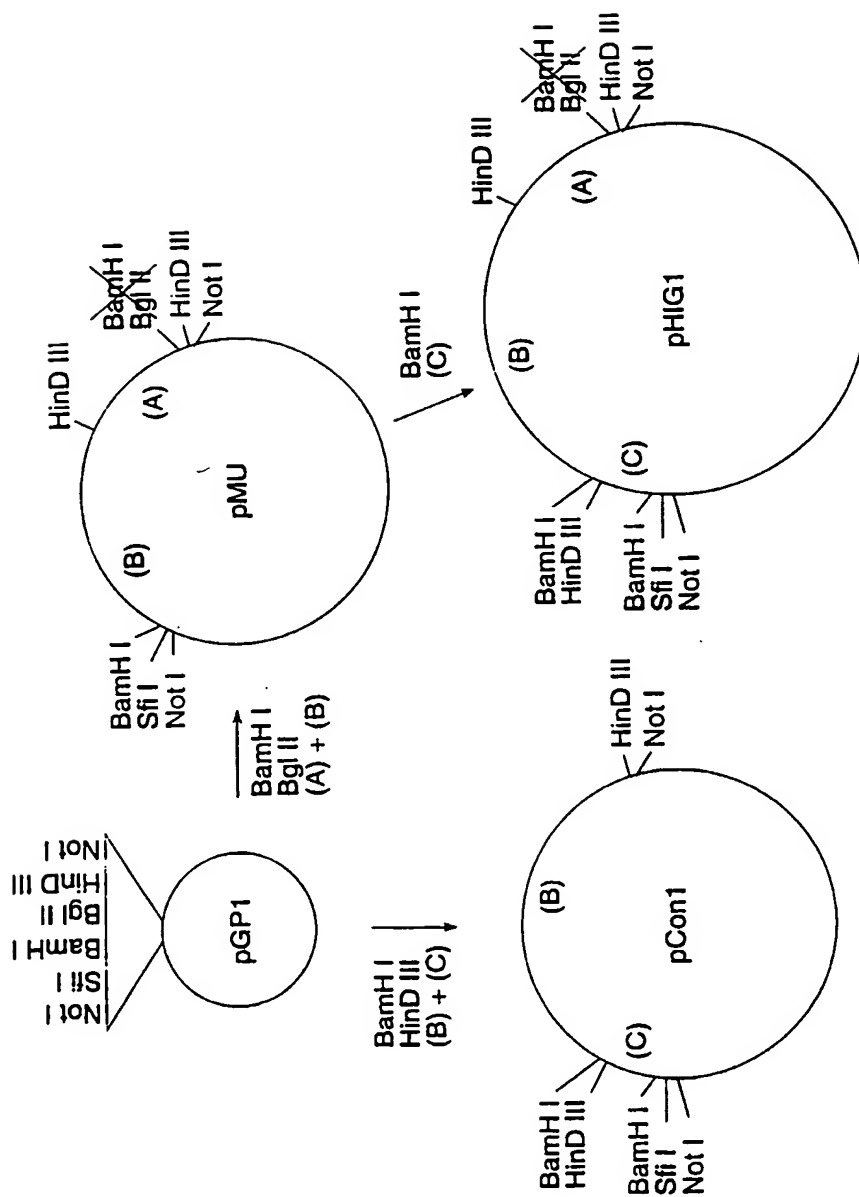 Not I
Sfi I
BamH I
Bgl II
HinD III
Not I
pGP1
BamH I
Bgl II
(A) + (B)
BamH I
Sfi I
Not I
(B)
pMU
(A)
HinD III
BamH I
Bgl II
HinD III
Not I
BamH I
HinD III
(B) + (C)
BamH I
(C)
BamH I
HinD III
BamH I
Sfi I
Not I
(C)
(B)
pCon1
HinD III
Not I
BamH I
HinD III
BamH I
Sfi I
Not I
(C)
(B)
pHIG1
(A)
HinD III
BamH I
Bgl II
HinD III
Not I